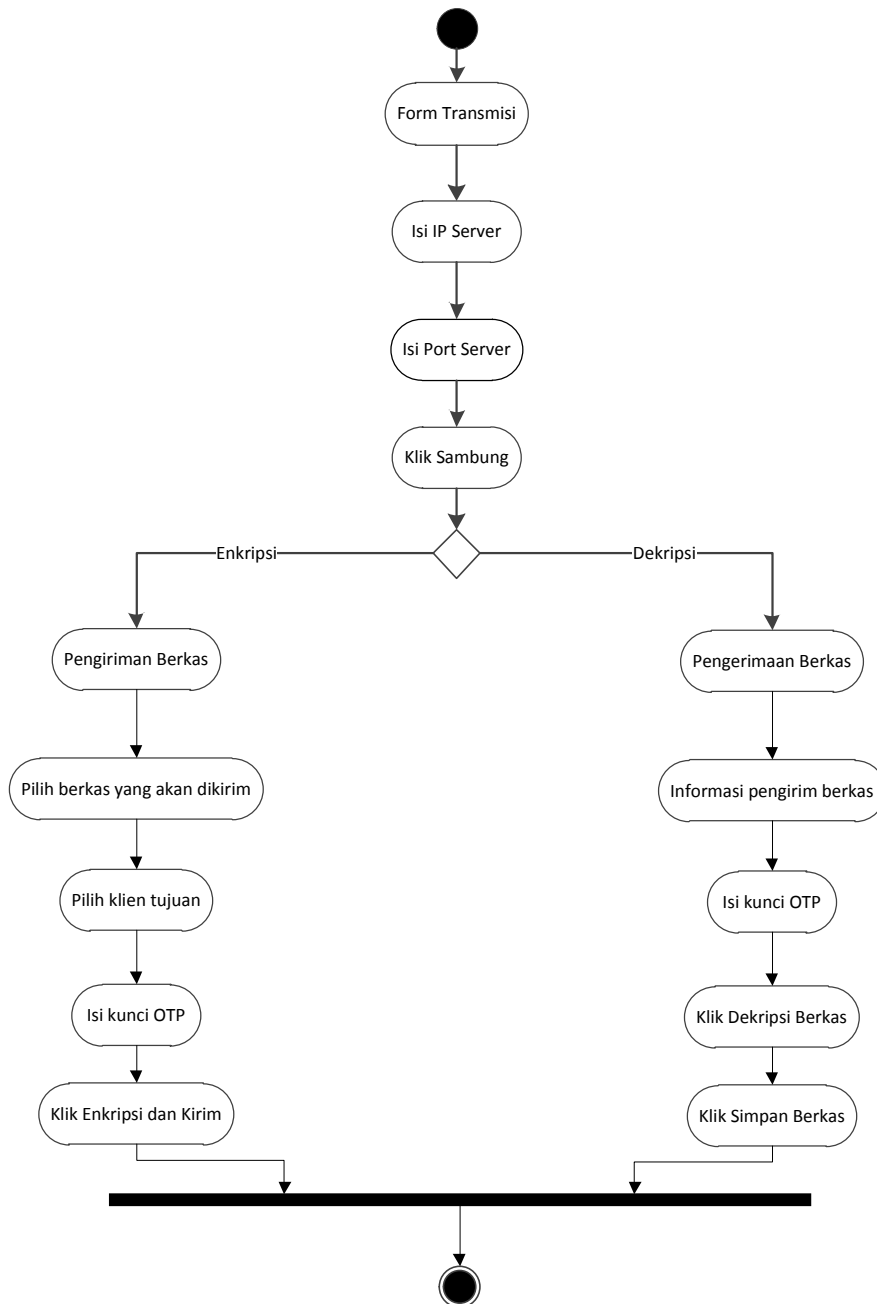 Form Transmisi
Isi IP Server
Isi Port Server
Klik Sambung
Enkripsi
Dekripsi
Pengiriman Berkas
Pengerimaan Berkas
Pilih berkas yang akan dikirim
Informasi pengirim berkas
Pilih klien tujuan
Isi kunci OTP
Isi kunci OTP
Klik Dekripsi Berkas
Klik Enkripsi dan Kirim
Klik Simpan Berkas